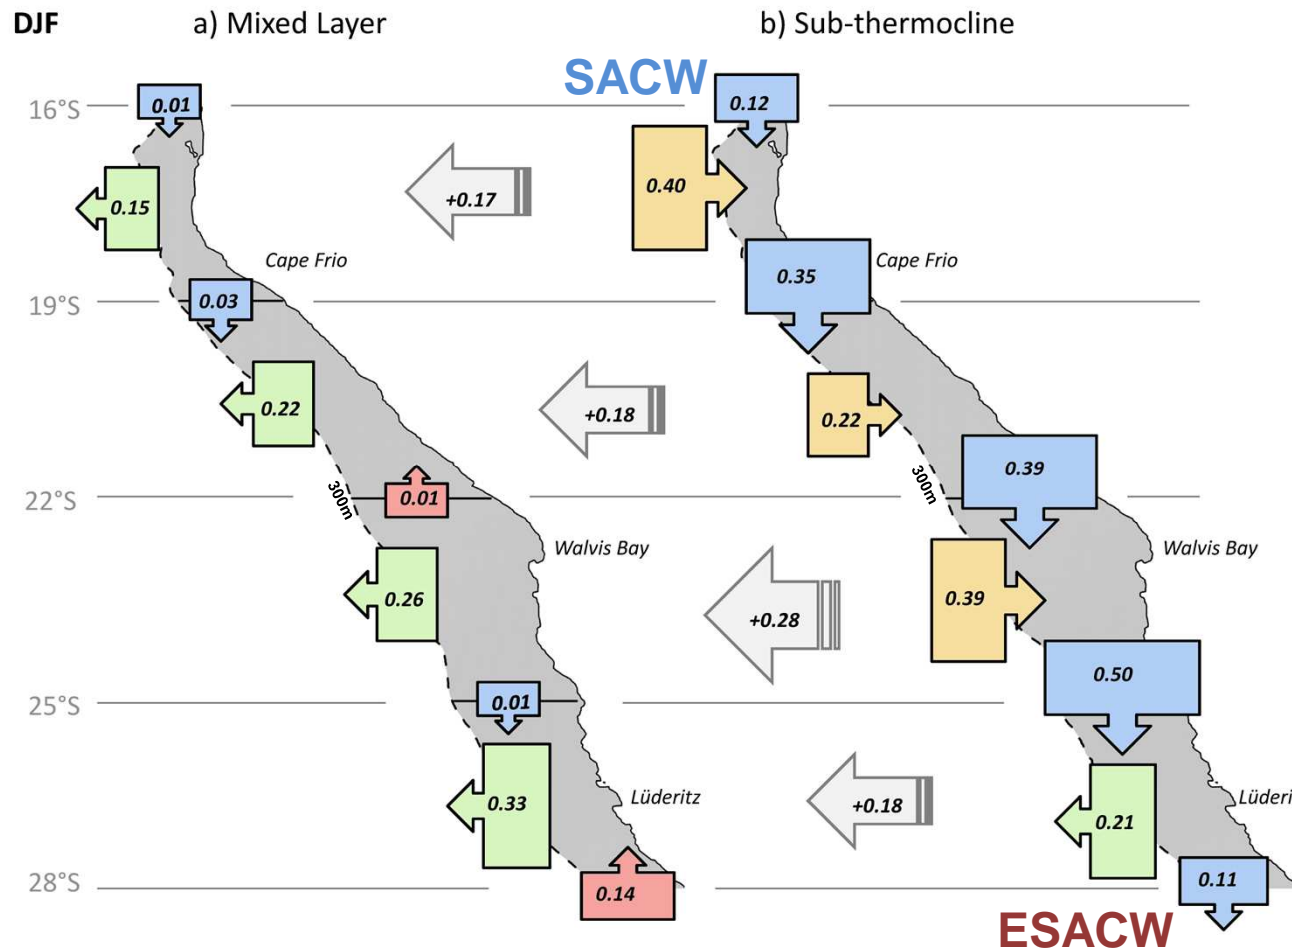 DJF
a) Mixed Layer
b) Sub-thermocline
SACW
16°S
0.01
0.12
0.15
+0.17
0.40
Cape Frio
0.35
Cape Frio
19°S
0.03
0.22
+0.18
0.22
22°S
300m
0.01
300m
0.39
Walvis Bay
Walvis Bay
0.26
+0.28
0.39
25°S
0.01
0.50
0.33
Lüderitz
+0.18
0.21
Lüderi
28°S
0.14
0.11
ESACW